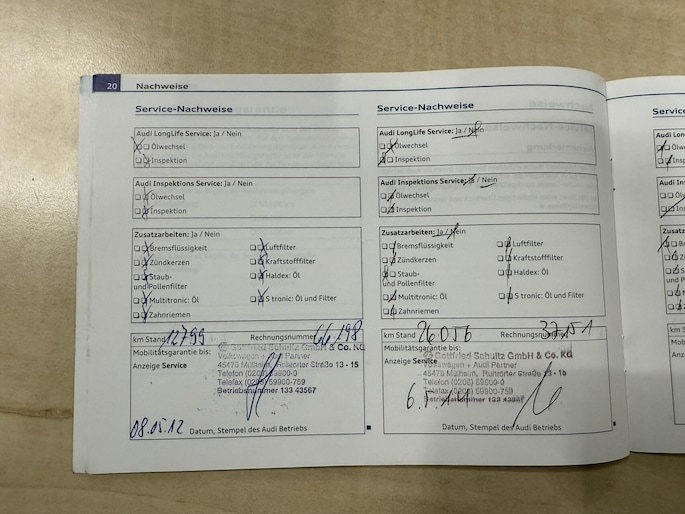 20 Nachweise
Service-Nachweise
Audi LongLife Service: Ja / Nein
Ölwechsel
Inspektion
Audi Inspektions Service: Ja / Nein
Ölwechsel
Inspektion
Zusatzarbeiten: Ja / Nein
Bremsflüssigkeit
Luftfilter
Zündkerzen
Kraftstofffilter
Staub-
und Pollenfilter
Haldex: Öl
Multitronic: Öl
S tronic: Öl und Filter
Zahnriemen
km Stand 12799 Rechnungsnummer 66198
Mobilitätsgarantie bis:
Anzeige Service
Gottfried Schultz GmbH & Co. KG
Volkswagen + Audi Partner
45478 Mülheim, Ruhrorter Straße 13 - 15
Telefon (0208) 59900-0
Telefax (0208) 59900-759
Betriebsnummer 133 43567
08.05.12
Datum, Stempel des Audi Betriebs
Service-Nachweise
Audi LongLife Service: Ja / Nein
Ölwechsel
Inspektion
Audi Inspektions Service: Ja / Nein
Ölwechsel
Inspektion
Zusatzarbeiten: Ja / Nein
Bremsflüssigkeit
Luftfilter
Zündkerzen
Kraftstofffilter
Staub-
und Pollenfilter
Haldex: Öl
Multitronic: Öl
S tronic: Öl und Filter
Zahnriemen
km Stand 26056 Rechnungsnummer
Mobilitätsgarantie bis:
Anzeige Service
Gottfried Schultz GmbH & Co. KG
Volkswagen + Audi Partner
45478 Mülheim, Ruhrorter Straße 13 - 15
Telefon (0208) 59900-0
Telefax (0208) 59900-759
Betriebsnummer 133 43567
Datum, Stempel des Audi Betriebs